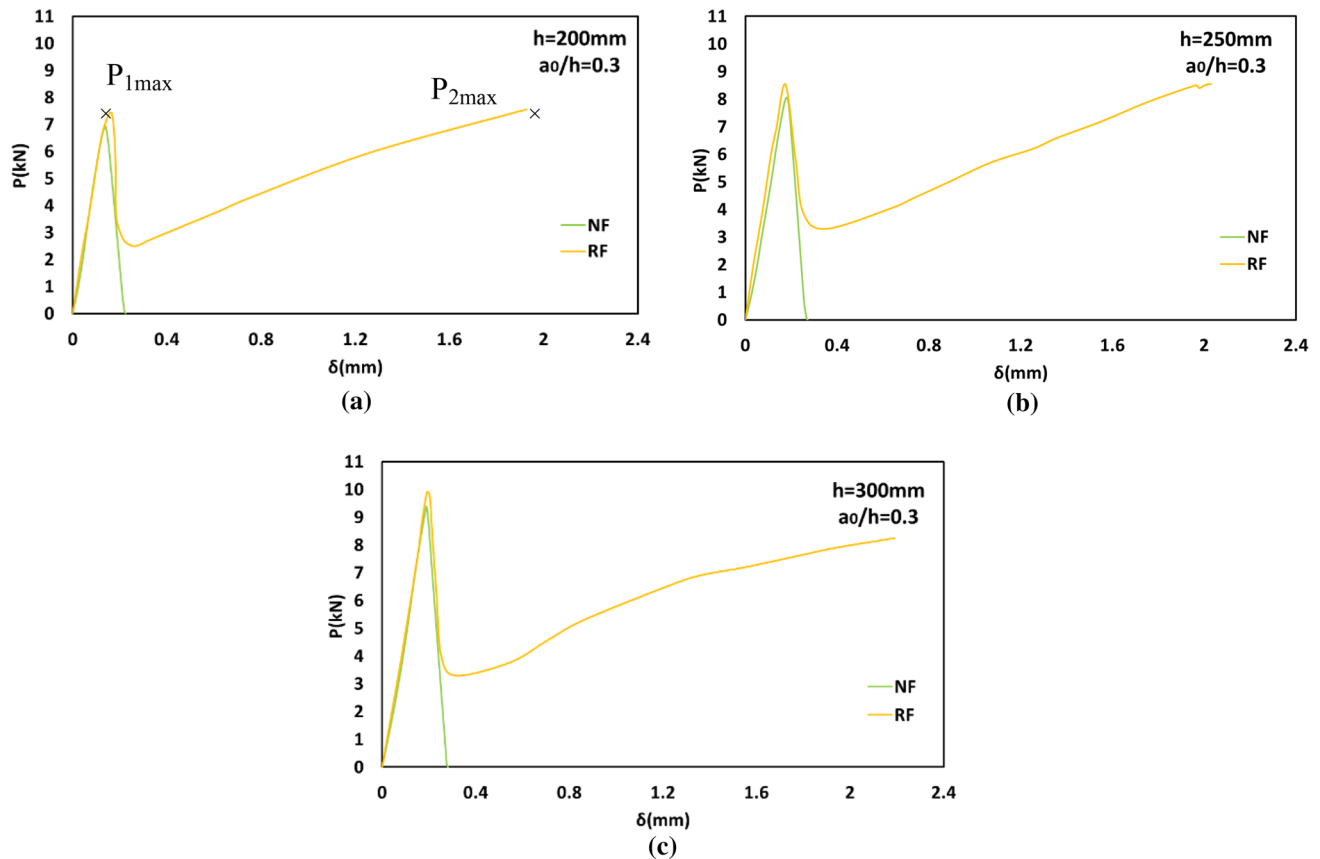 11
10
9
8
7
6
5
4
3
2
1
0
P(kN)
P1max
P2max
h=200mm
a0/h=0.3
NF
RF
0 0.4 0.8 1.2 1.6 2 2.4
δ(mm)
(a)
11
10
9
8
7
6
5
4
3
2
1
0
P(kN)
h=250mm
a0/h=0.3
NF
RF
0 0.4 0.8 1.2 1.6 2 2.4
δ(mm)
(b)
11
10
9
8
7
6
5
4
3
2
1
0
P(kN)
h=300mm
a0/h=0.3
NF
RF
0 0.4 0.8 1.2 1.6 2 2.4
δ(mm)
(c)